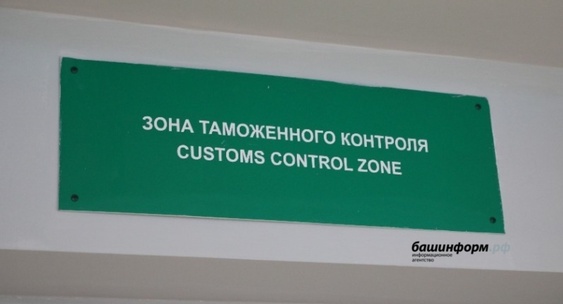 ЗОНА ТАМОЖЕННОГО КОНТРОЛЯ
CUSTOMS CONTROL ZONE
башинформ.рф
информационное
агентство